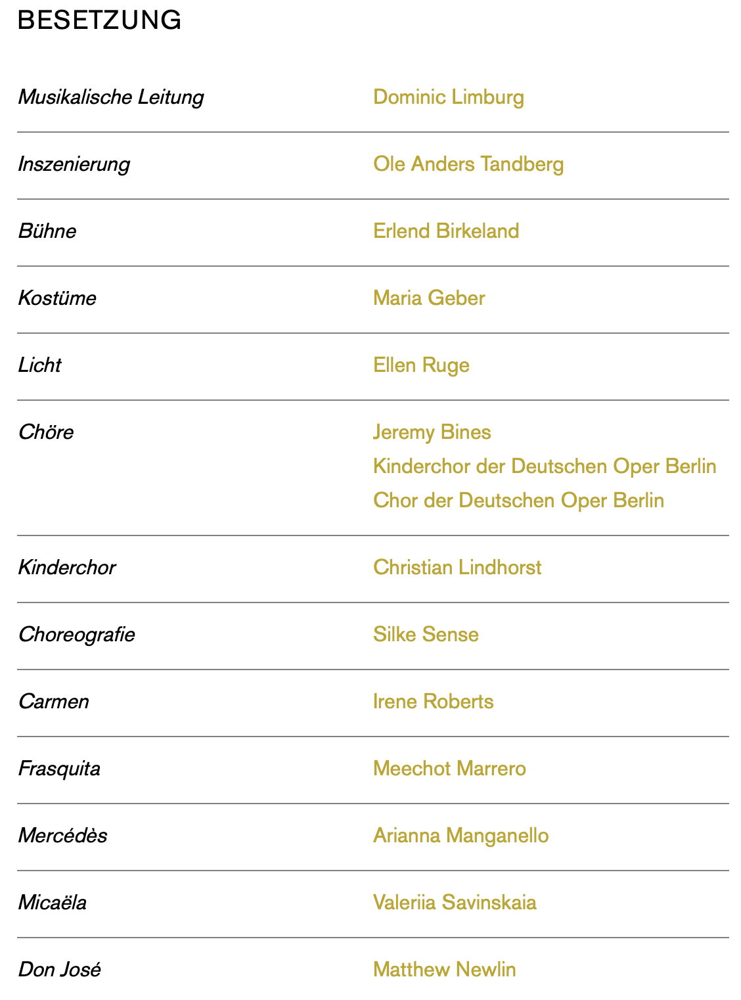 BESETZUNG
Musikalische Leitung Dominic Limburg
Inszenierung Ole Anders Tandberg
Bühne Erlend Birkeland
Kostüme Maria Geber
Licht Ellen Ruge
Chöre Jeremy Bines
Kinderchor der Deutschen Oper Berlin
Chor der Deutschen Oper Berlin
Kinderchor Christian Lindhorst
Choreografie Silke Sense
Carmen Irene Roberts
Frasquita Meechot Marrero
Mercédès Arianna Manganello
Micaëla Valeriia Savinskaia
Don José Matthew Newlin